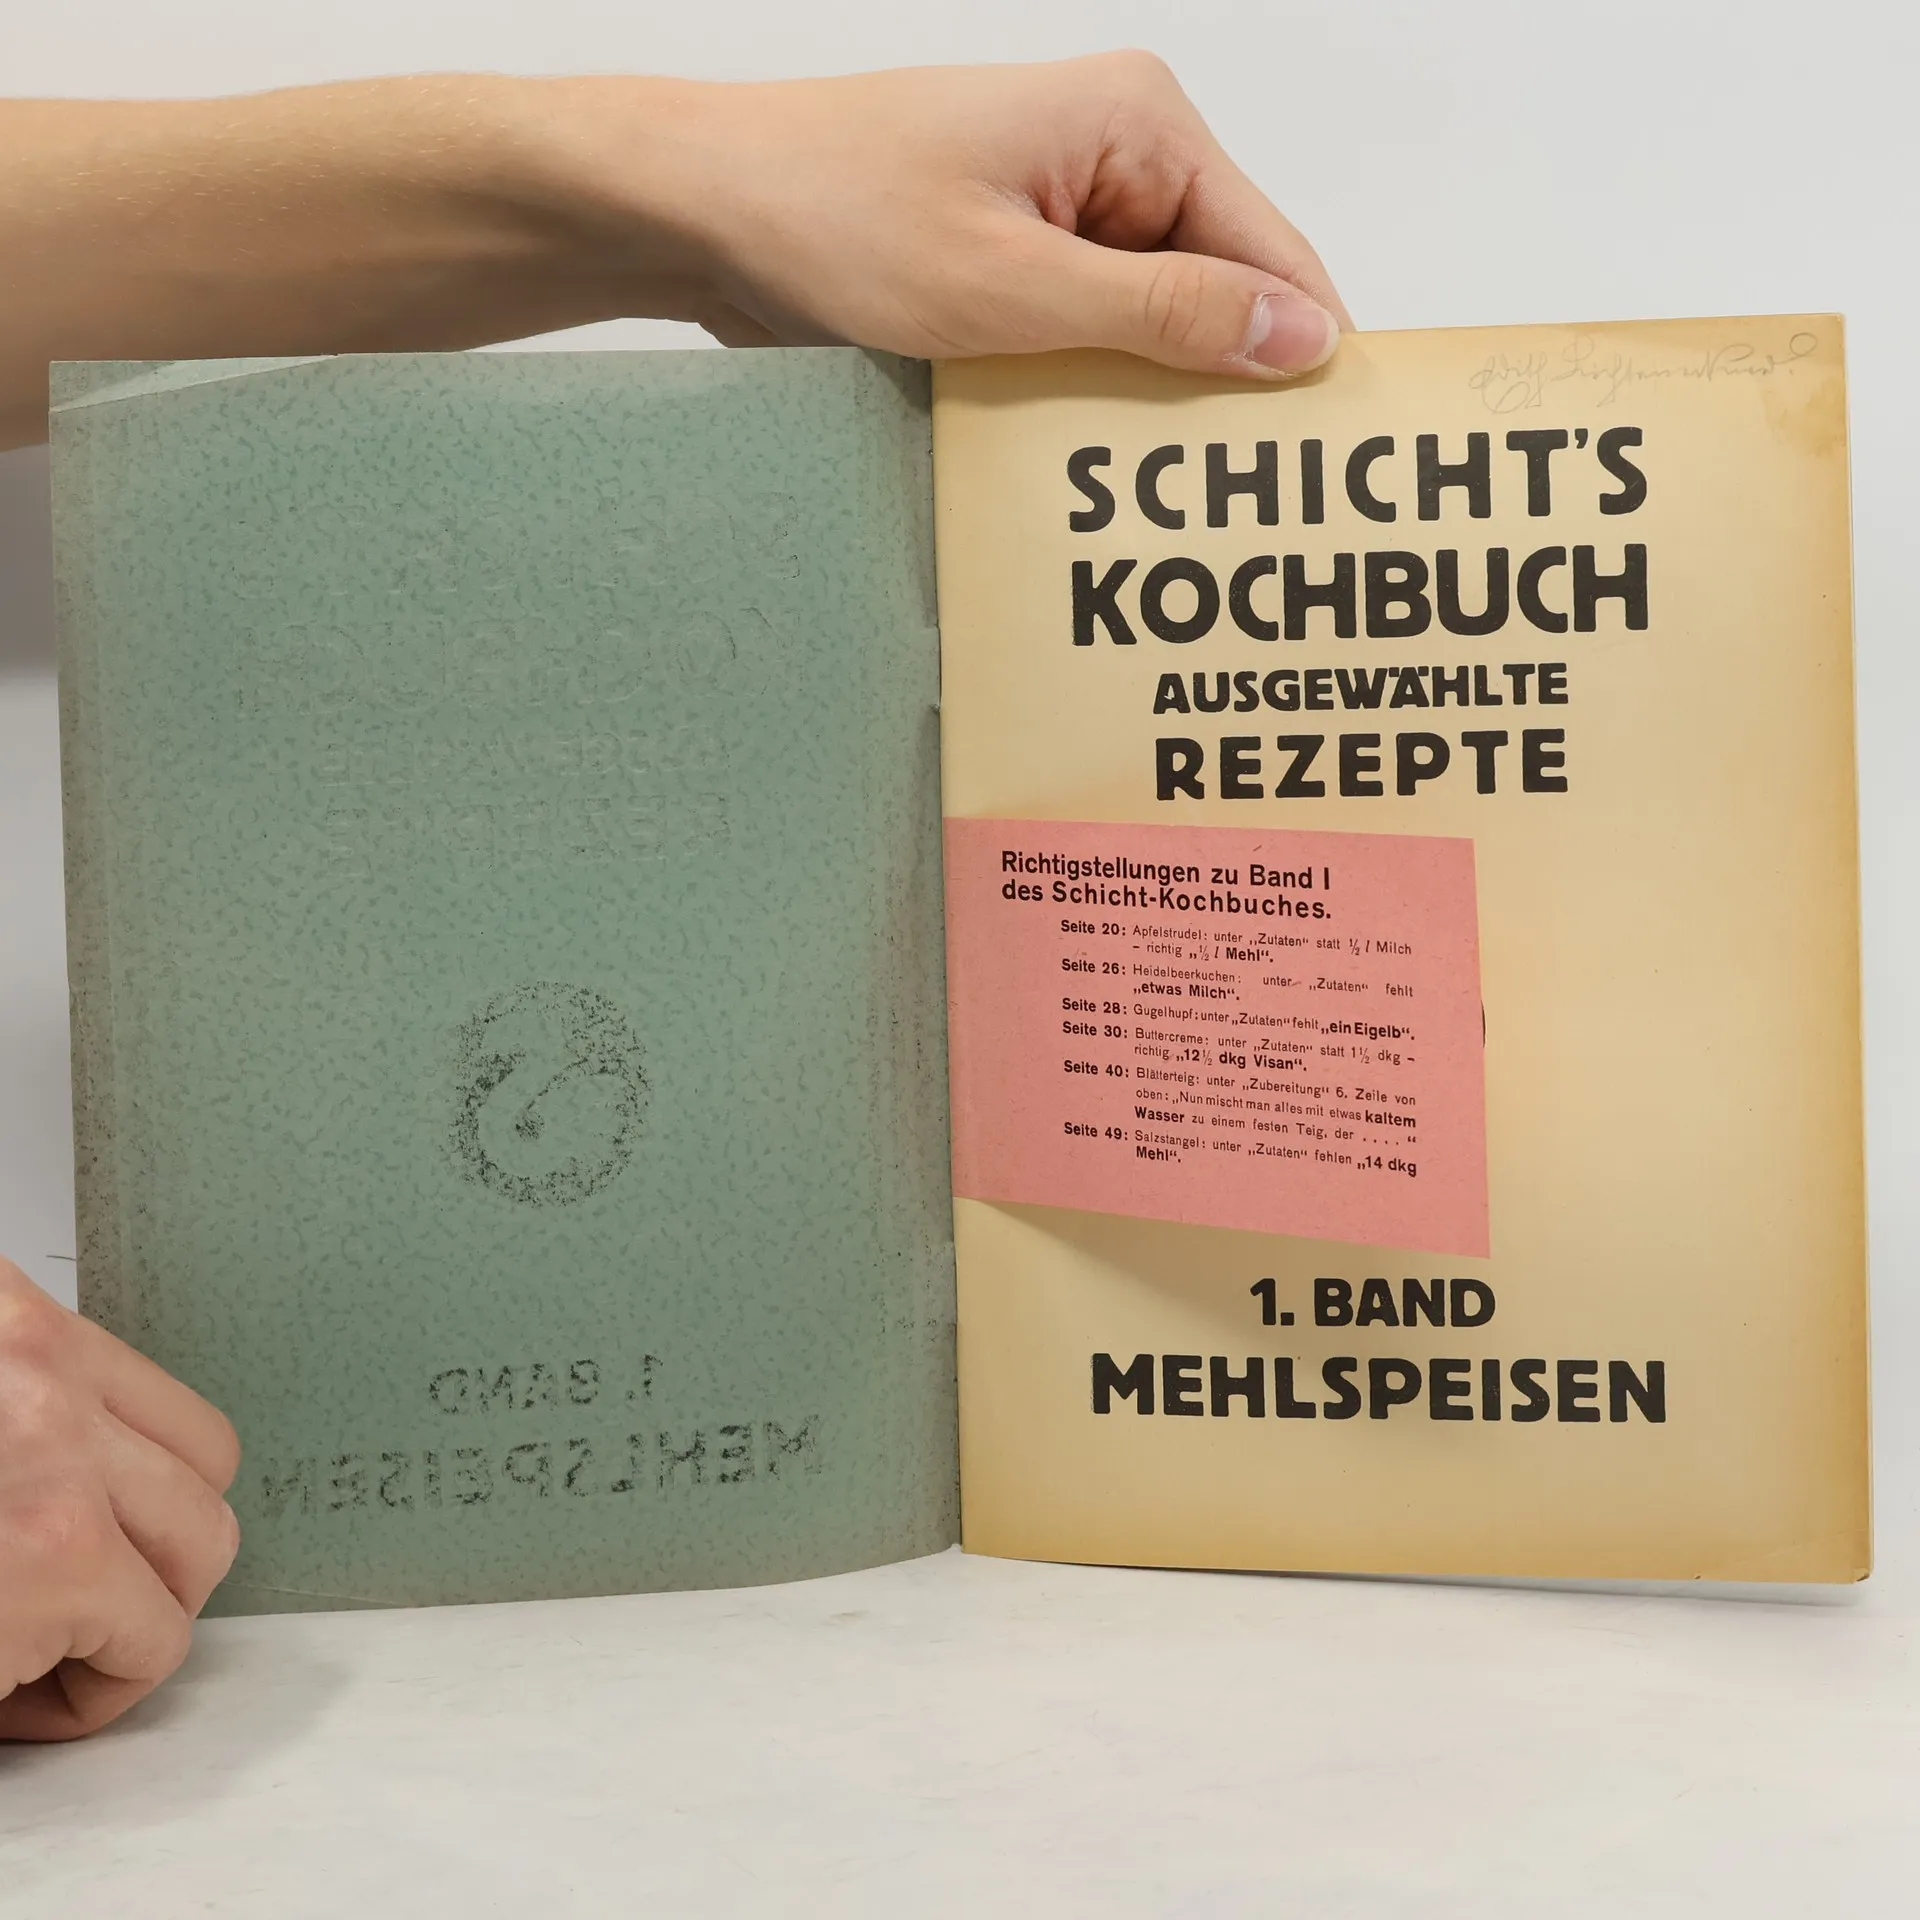 SCHICHT'S
KOCHBUCH
AUSGEWÄHLTE
REZEPTE
Richtigstellungen zu Band I
des Schicht-Kochbuches.
Seite 20: Apfelstrudel: unter „Zutaten“ statt ½ l Milch
– richtig „½ l Mehl“.
Seite 26: Heidelbeerkuchen: unter „Zutaten“ fehlt
„etwas Milch“.
Seite 28: Gugelhupf: unter „Zutaten“ fehlt „ein Eigelb“.
Seite 30: Buttercreme: unter „Zutaten“ statt 1½ dkg –
richtig „12½ dkg Visan“.
Seite 40: Blätterteig: unter „Zubereitung“ 6. Zeile von
oben: „Nun mischt man alles mit etwas kaltem
Wasser zu einem festen Teig, der . . . . “
Seite 49: Salzstangel: unter „Zutaten“ fehlen „14 dkg
Mehl“.
1. BAND
MEHLSPEISEN
1. BAND
MEHLSPEISEN